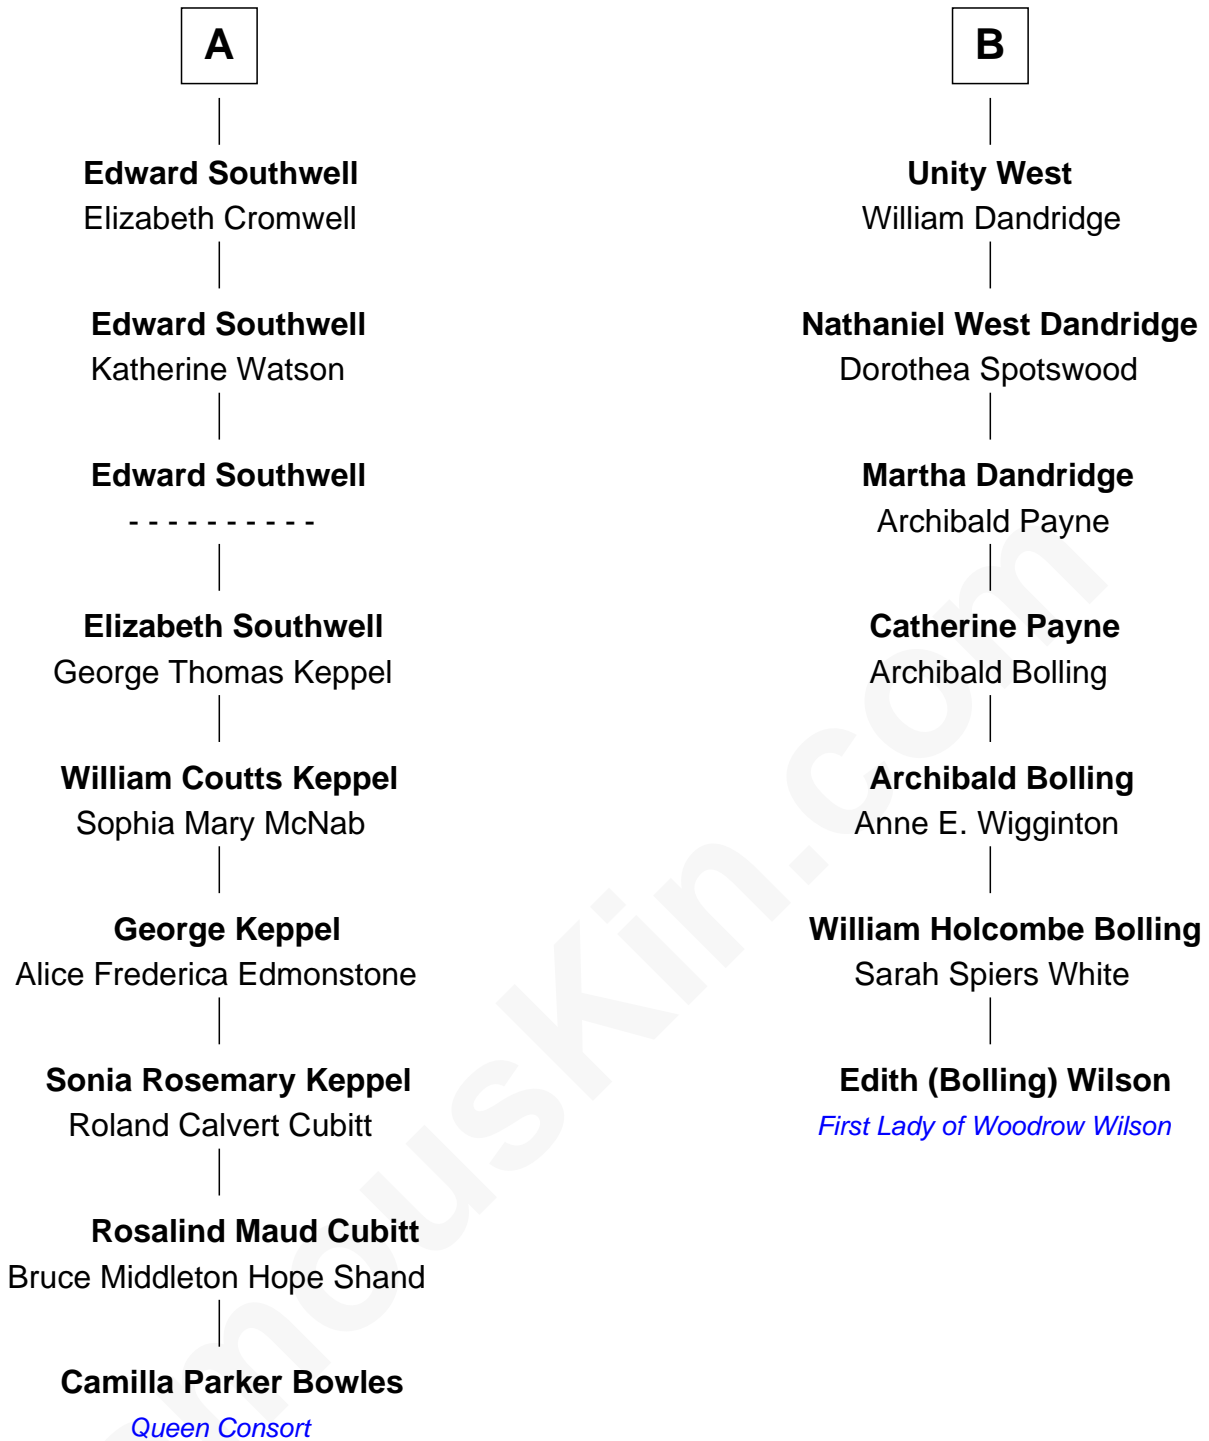 A
Edward Southwell
Elizabeth Cromwell
Edward Southwell
Katherine Watson
Edward Southwell
- - - - - - - - - -
Elizabeth Southwell
George Thomas Keppel
William Coutts Keppel
Sophia Mary McNab
George Keppel
Alice Frederica Edmonstone
Sonia Rosemary Keppel
Roland Calvert Cubitt
Rosalind Maud Cubitt
Bruce Middleton Hope Shand
Camilla Parker Bowles
Queen Consort
B
Unity West
William Dandridge
Nathaniel West Dandridge
Dorothea Spotswood
Martha Dandridge
Archibald Payne
Catherine Payne
Archibald Bolling
Archibald Bolling
Anne E. Wigginton
William Holcombe Bolling
Sarah Spiers White
Edith (Bolling) Wilson
First Lady of Woodrow Wilson
mousKin.com